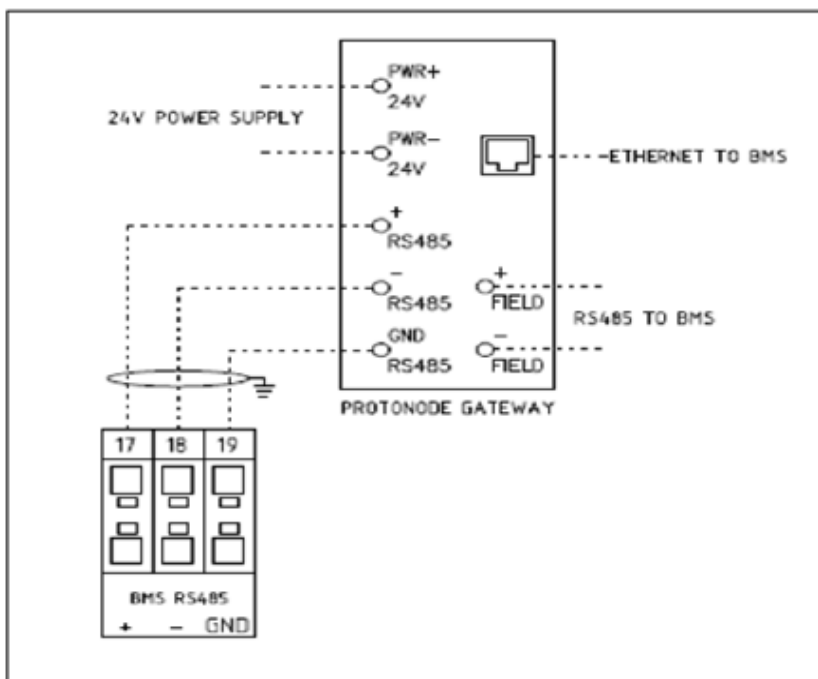 PWR+
24V
24V POWER SUPPLY
PWR-
24V
ETHERNET TO BMS
+
RS485
-
RS485
+
FIELD
RS485 TO BMS
GND
RS485
-
FIELD
PROTONODE GATEWAY
17 18 19
BMS RS485
+ - GND